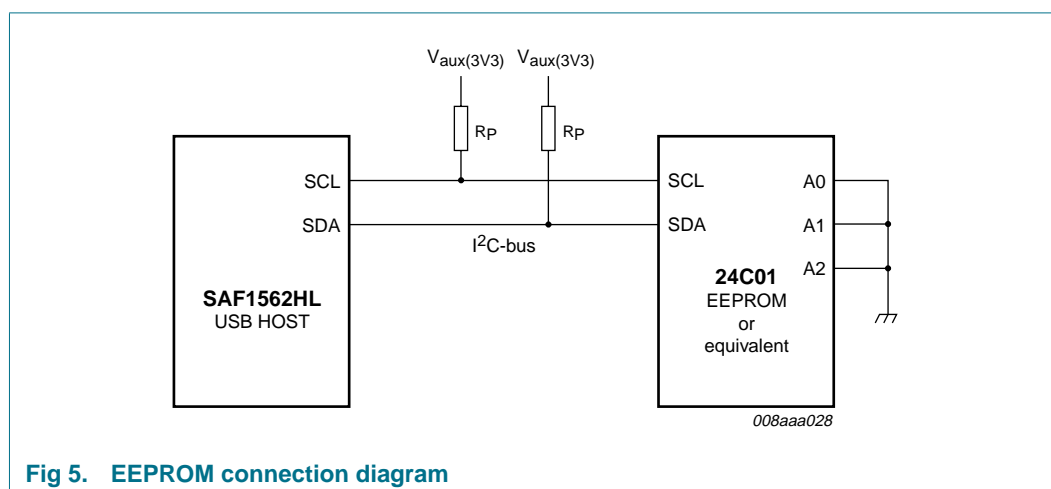 Vaux(3V3) Vaux(3V3)
RP RP
SCL SCL A0
SDA SDA A1
I2C-bus
A2
SAF1562HL
USB HOST
24C01
EEPROM
or
equivalent
008aaa028
Fig 5. EEPROM connection diagram